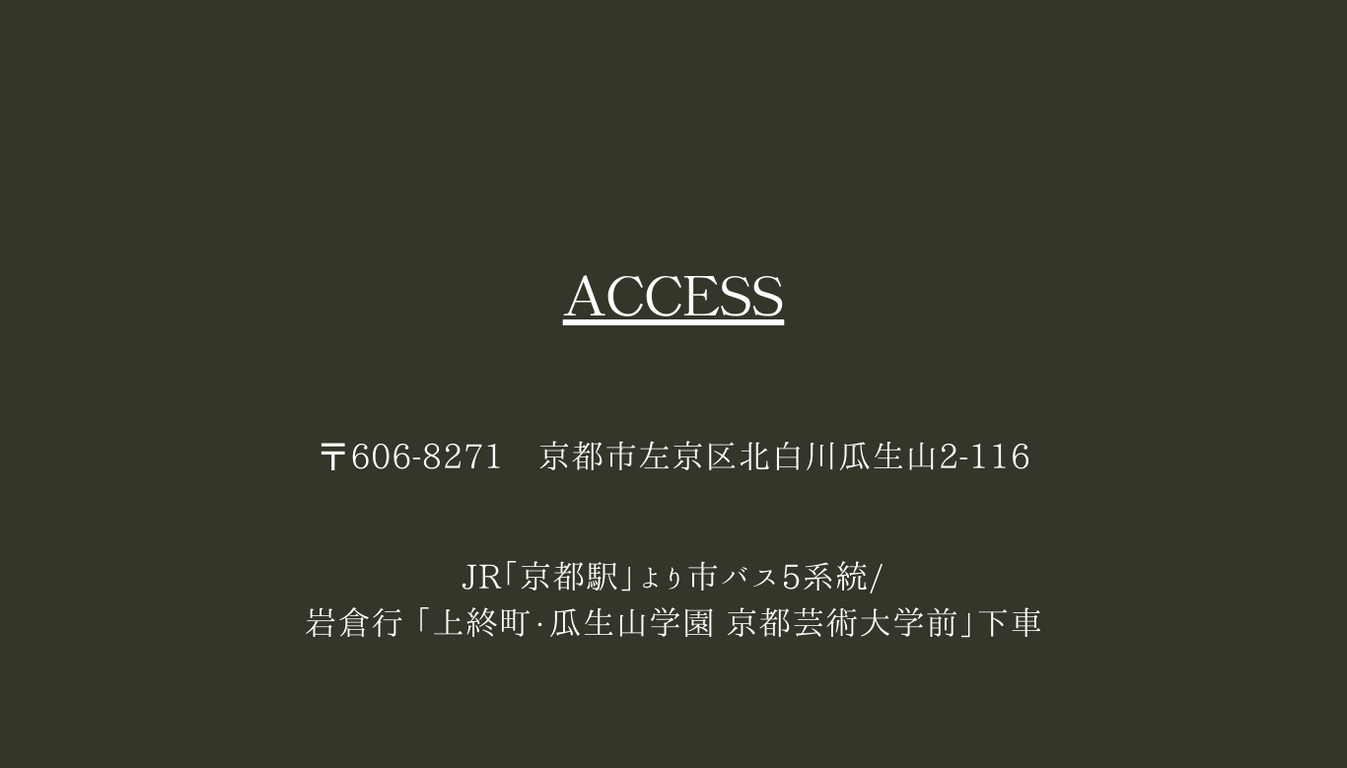 ACCESS
〒606-8271　京都市左京区北白川瓜生山2-116
JR「京都駅」より市バス5系統/
岩倉行「上終町·瓜生山学園 京都芸術大学前」下車